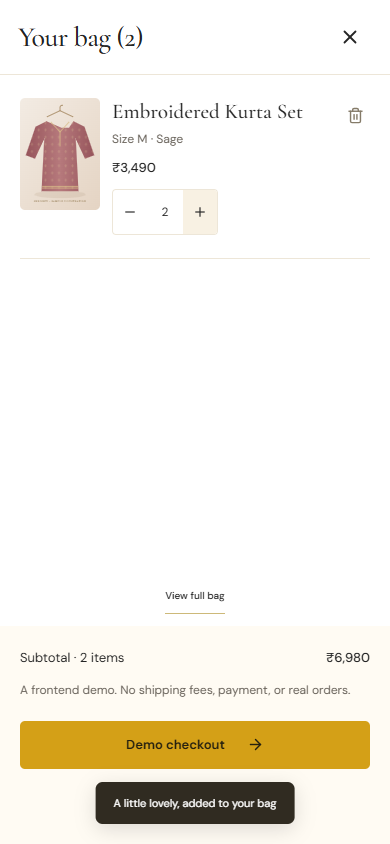 Your bag (2)
Embroidered Kurta Set
Size M · Sage
₹3,490
2
View full bag
Subtotal · 2 items
₹6,980
A frontend demo. No shipping fees, payment, or real orders.
Demo checkout
A little lovely, added to your bag